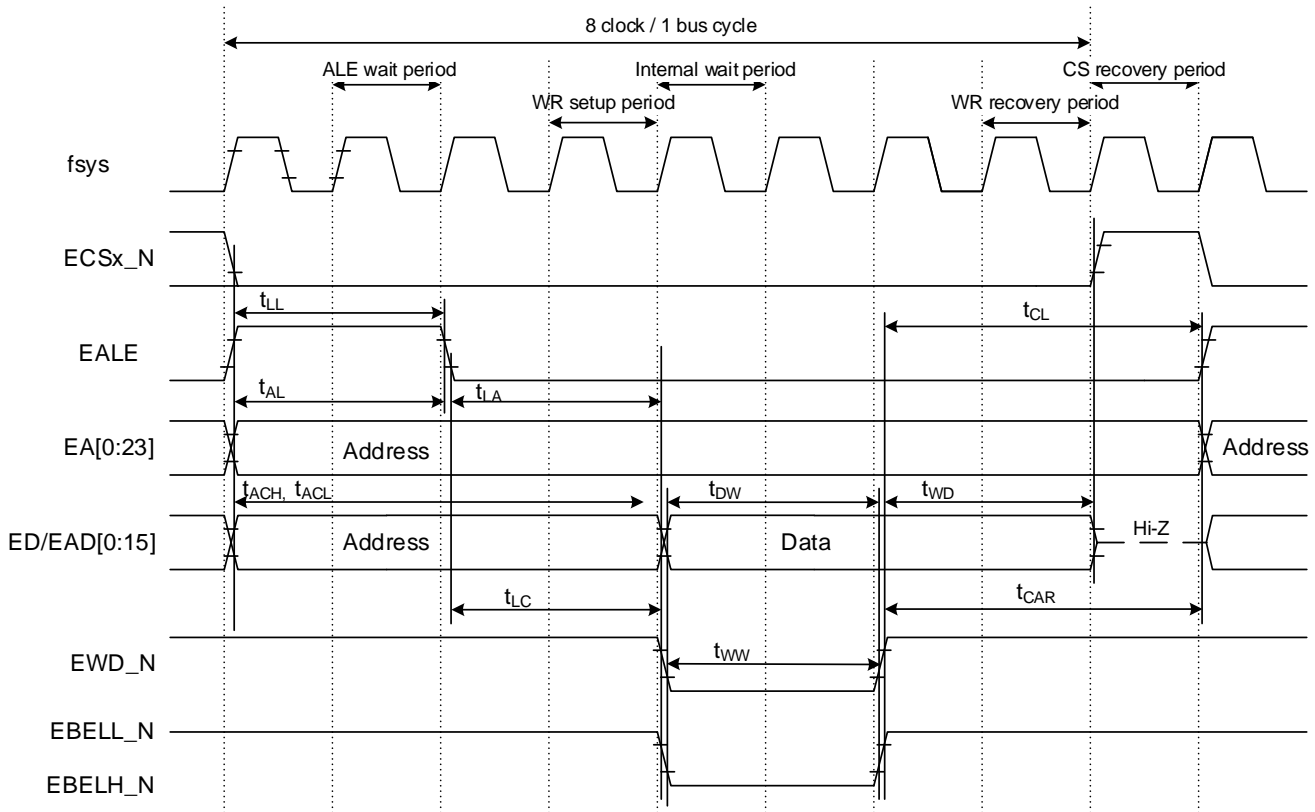 8 clock / 1 bus cycle
ALE wait period
Internal wait period
CS recovery period
WR setup period
WR recovery period
fsys
ECSx_N
tLL
tCL
EALE
tAL
tLA
EA[0:23]
Address
Address
tACH, tACL
tDW
tWD
ED/EAD[0:15]
Address
Data
Hi-Z
tLC
tCAR
EWD_N
tWW
EBELL_N
EBELH_N